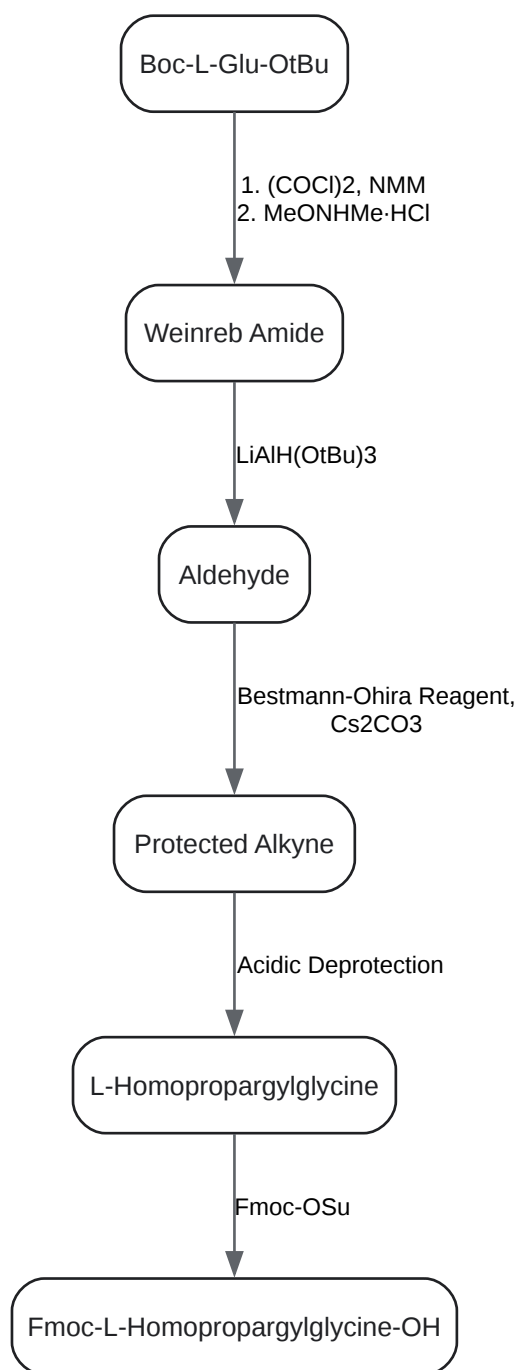 Boc-L-Glu-OtBu
1. (COCl)2, NMM
2. MeONHMe·HCl
Weinreb Amide
LiAlH(OtBu)3
Aldehyde
Bestmann-Ohira Reagent,
Cs2CO3
Protected Alkyne
Acidic Deprotection
L-Homopropargylglycine
Fmoc-OSu
Fmoc-L-Homopropargylglycine-OH